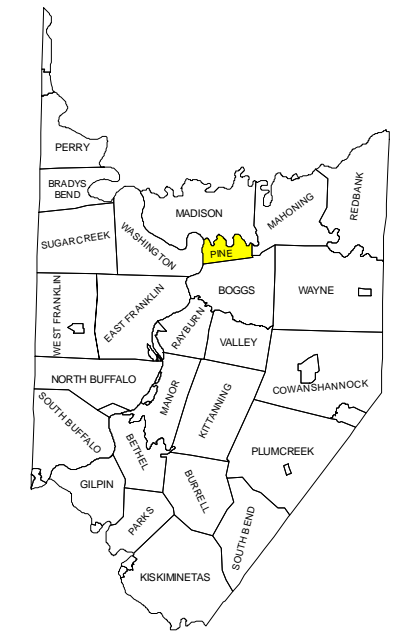 PERRY
BRADYS
BEND
REDBANK
MADISON
MAHONING
SUGARCREEK
WASHINGTON
PINE
BOGGS
WAYNE
WEST FRANKLIN
EAST FRANKLIN
RAYBURN
VALLEY
NORTH BUFFALO
MANOR
KITTANNING
COWANSHANNOCK
SOUTH BUFFALO
BETHEL
PLUMCREEK
GILPIN
BURRELL
PARKS
SOUTH BEND
KISKIMINETAS